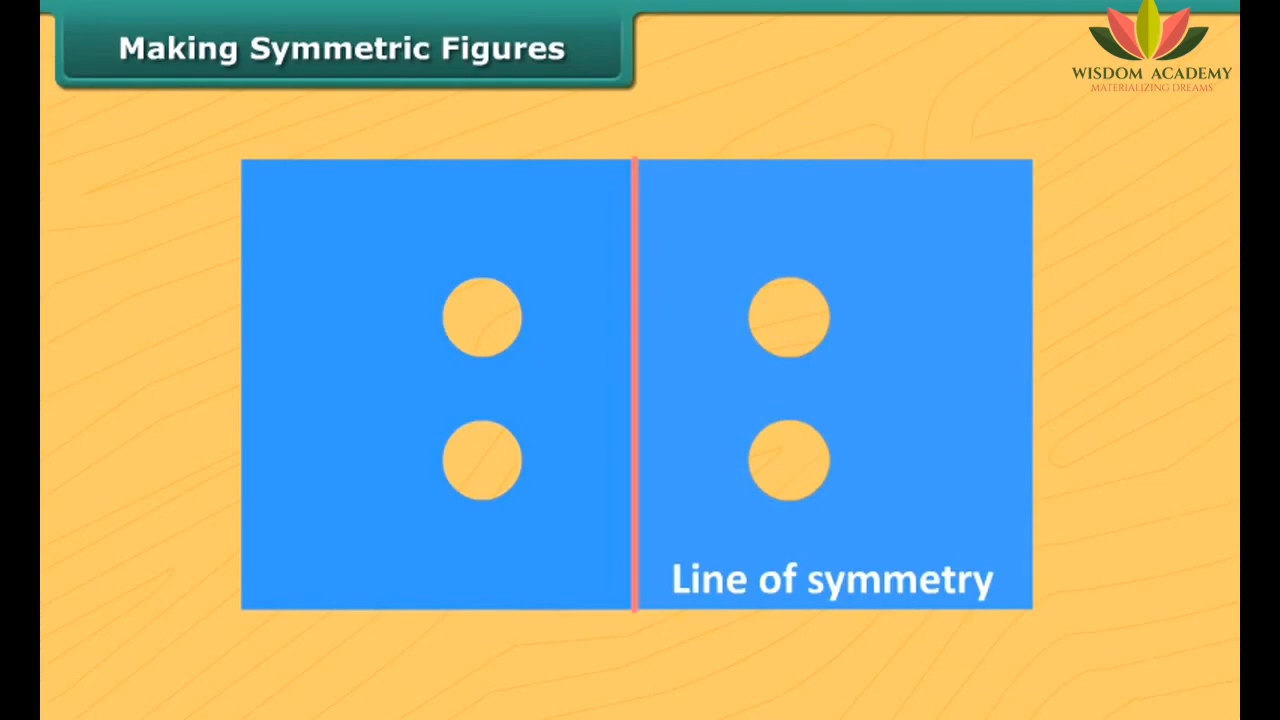 Making Symmetric Figures
WISDOM ACADEMY
MATERIALIZING DREAMS
Line of symmetry